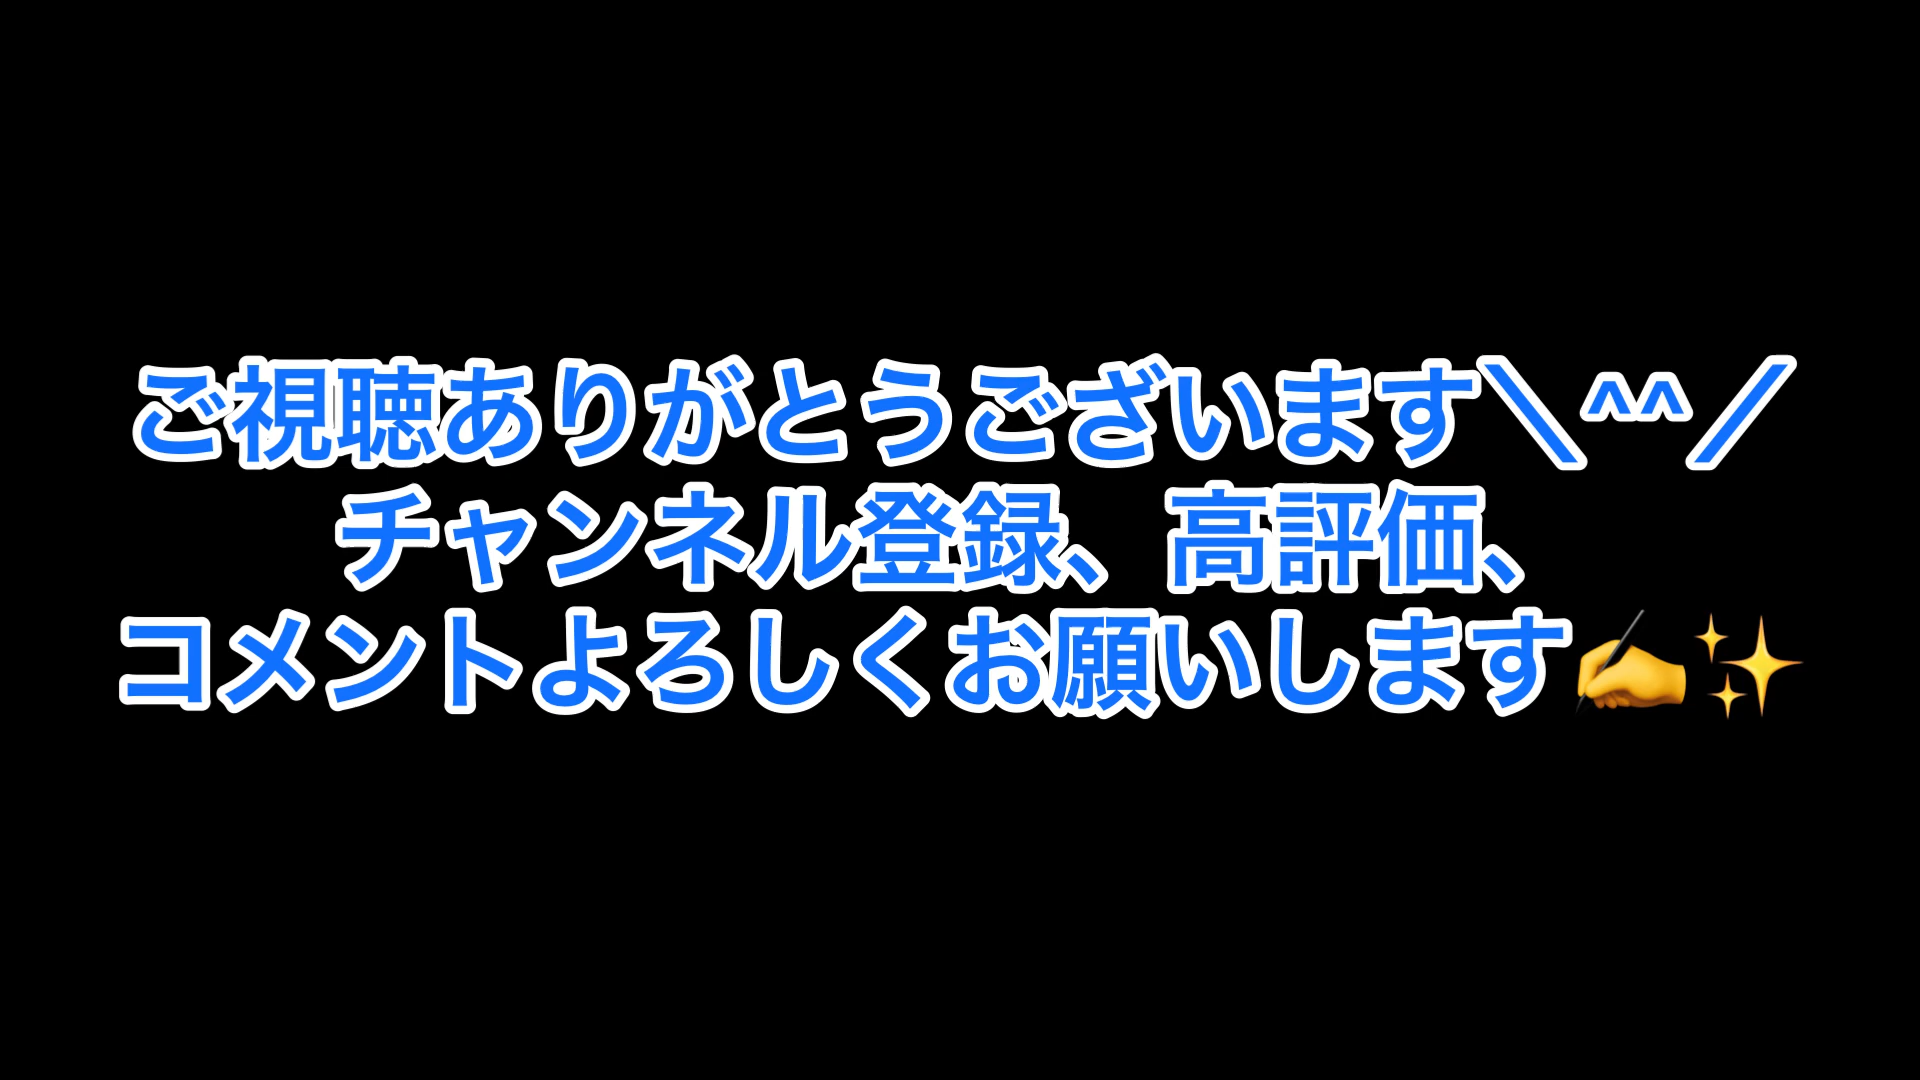 ご視聴ありがとうございます＼^^／
チャンネル登録、高評価、
コメントよろしくお願いします✍️✨